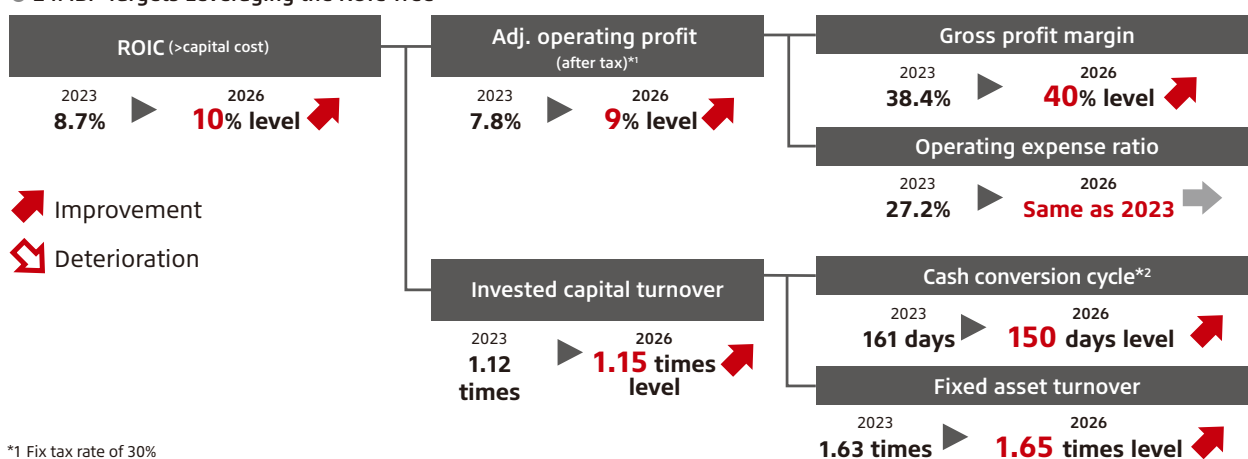 ROIC (>capital cost)
2023
8.7%
2026
10% level
Improvement
Deterioration
Adj. operating profit
(after tax)*1
2023
7.8%
2026
9% level
Invested capital turnover
2023
1.12
times
2026
1.15 times
level
Gross profit margin
2023
38.4%
2026
40% level
Operating expense ratio
2023
27.2%
2026
Same as 2023
Cash conversion cycle*2
2023
161 days
2026
150 days level
Fixed asset turnover
2023
1.63 times
2026
1.65 times level
*1 Fix tax rate of 30%